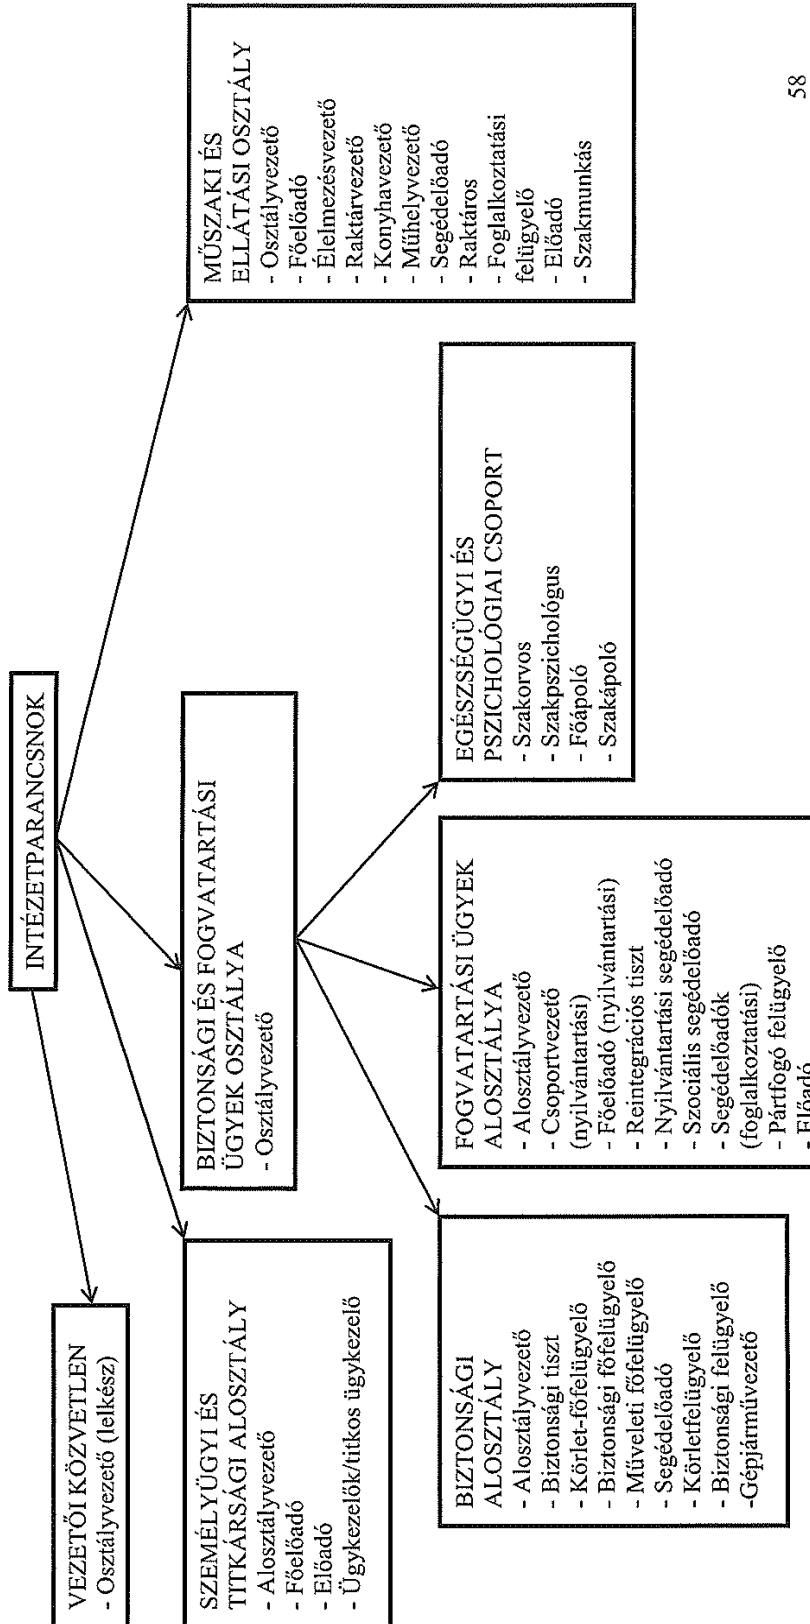 INTÉZETPARANCSNOK
VEZETŐI KÖZVETLEN
- Osztályvezető (lelkész)
SZEMÉLYÜGYI ÉS
TITKÁRSÁGI ALOSZTÁLY
- Alosztályvezető
- Főelőadó
- Előadó
- Ügykezelők/titkos ügykezelő
BIZTONSÁGI ÉS FOGVATARTÁSI
ÜGYEK OSZTÁLYA
- Osztályvezető
MŰSZAKI ÉS
ELLÁTÁSI OSZTÁLY
- Osztályvezető
- Főelőadó
- Élelmezésvezető
- Raktárvezető
- Konyhavezető
- Műhelyvezető
- Segédelőadó
- Raktáros
- Foglalkoztatási
felügyelő
- Előadó
- Szakmunkás
BIZTONSÁGI
ALOSZTÁLY
- Alosztályvezető
- Biztonsági tiszt
- Körlet-főfelügyelő
- Biztonsági főfelügyelő
- Műveleti főfelügyelő
- Segédelőadó
- Körletfelügyelő
- Biztonsági felügyelő
-Gépjárművezető
FOGVATARTÁSI ÜGYEK
ALOSZTÁLYA
- Alosztályvezető
- Csoportvezető
(nyilvántartási)
- Főelőadó (nyilvántartási)
- Reintegrációs tiszt
- Nyilvántartási segédelőadó
- Szociális segédelőadó
- Segédelőadók
(foglalkoztatási)
- Pártfogó felügyelő
- Előadó
EGÉSZSÉGÜGYI ÉS
PSZICHOLÓGIAI CSOPORT
- Szakorvos
- Szakpszichológus
- Főápoló
- Szakápoló
58